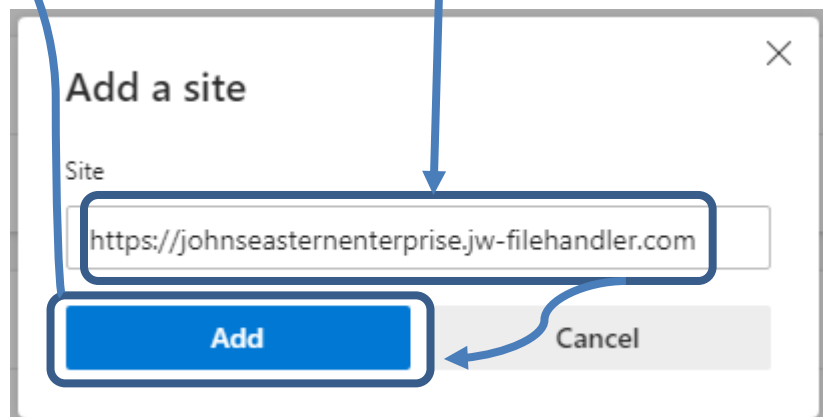 Add a site
Site
https://johnseasternenterprise.jw-filehandler.com
Add
Cancel